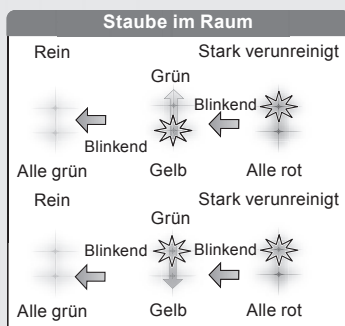 Staube im Raum
Rein Stark verunreinigt
Grün
Blinkend
Blinkend
Alle grün Gelb Alle rot
Rein Stark verunreinigt
Grün
Blinkend Blinkend
Alle grün Gelb Alle rot